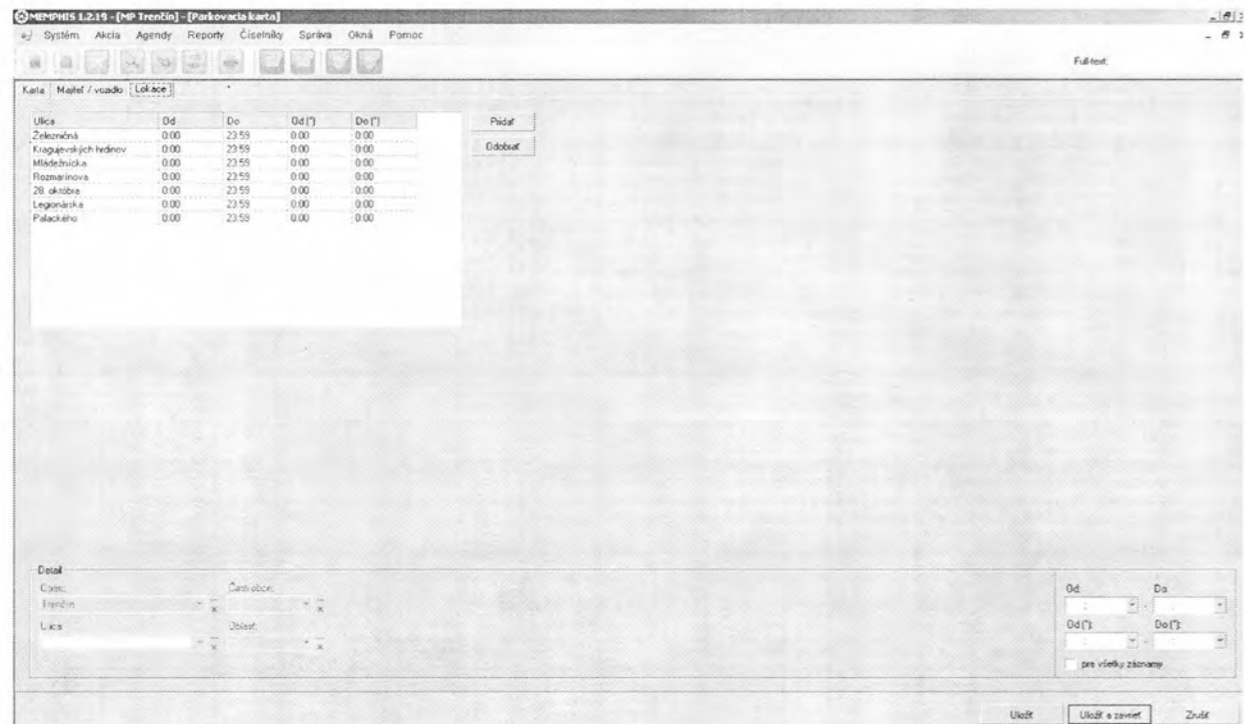 MEMPHIS 1.2.19 - [MP Trenčín] - [Parkovacia karta]
Systém Akcia Agendy Reporty Číselníky Správa Okná Pomoc
Full-text:
Karta Majiteľ / vozidlo Lokace
Ulica Od Do Od (*) Do (*)
Železničná 0:00 23:59 0:00 0:00
Kragujevských hrdinov 0:00 23:59 0:00 0:00
Mládežnícka 0:00 23:59 0:00 0:00
Rozmarínova 0:00 23:59 0:00 0:00
28. októbra 0:00 23:59 0:00 0:00
Legionárska 0:00 23:59 0:00 0:00
Palackého 0:00 23:59 0:00 0:00
Pridať
Odobrať
Detail
Časti obce:
Trenčín
Ulica
Oblasť:
Od: Do:
Od (*): Do (*):
pre všetky záznamy
Uložiť Uložiť a zavrieť Zrušiť